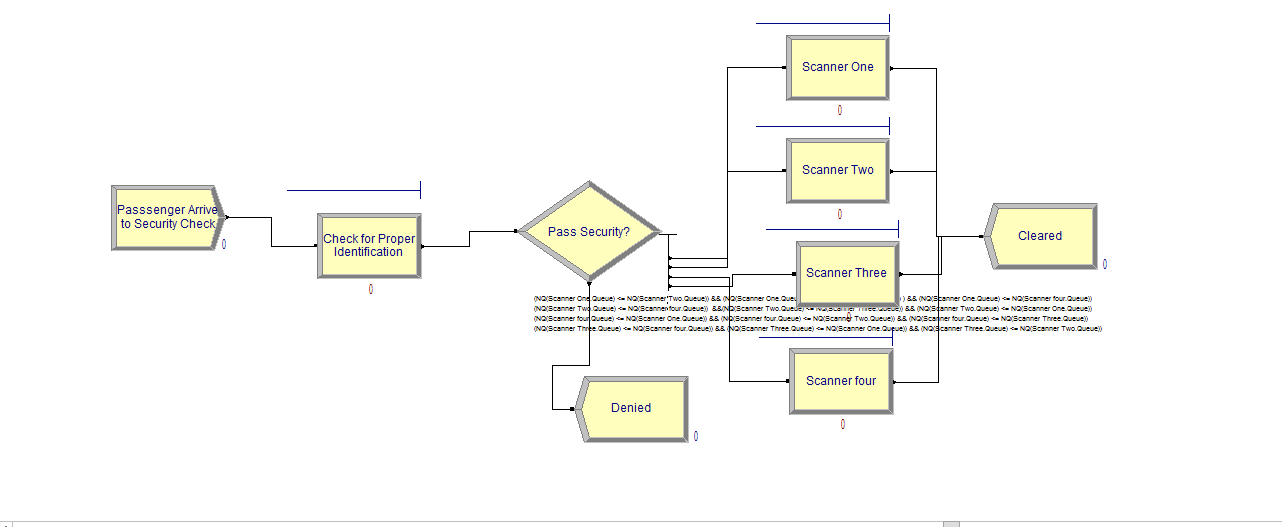 Scanner One
0
Scanner Two
0
Passsenger Arrive
to Security Check
0
Check for Proper
Identification
0
Pass Security?
Scanner Three
0
Cleared
0
(NQ(Scanner One.Queue) <= NQ(Scanner Two.Queue)) && (NQ(Scanner One.Queu ) && (NQ(Scanner One.Queue) <= NQ(Scanner four.Queue))
(NQ(Scanner Two.Queue) <= NQ(Scanner four.Queue)) &&(NQ(Scanner Two.Queue) <= NQ(Scanner Three.Queue)) && (NQ(Scanner Two.Queue) <= NQ(Scanner One.Queue))
(NQ(Scanner four.Queue) <= NQ(Scanner One.Queue)) && (NQ(Scanner four.Queue) <= NQ(Scanner Two.Queue)) && (NQ(Scanner four.Queue) <= NQ(Scanner Three.Queue))
(NQ(Scanner Three.Queue) <= NQ(Scanner four.Queue)) && (NQ(Scanner Three.Queue) <= NQ(Scanner One.Queue)) && (NQ(Scanner Three.Queue) <= NQ(Scanner Two.Queue))
Scanner four
0
Denied
0